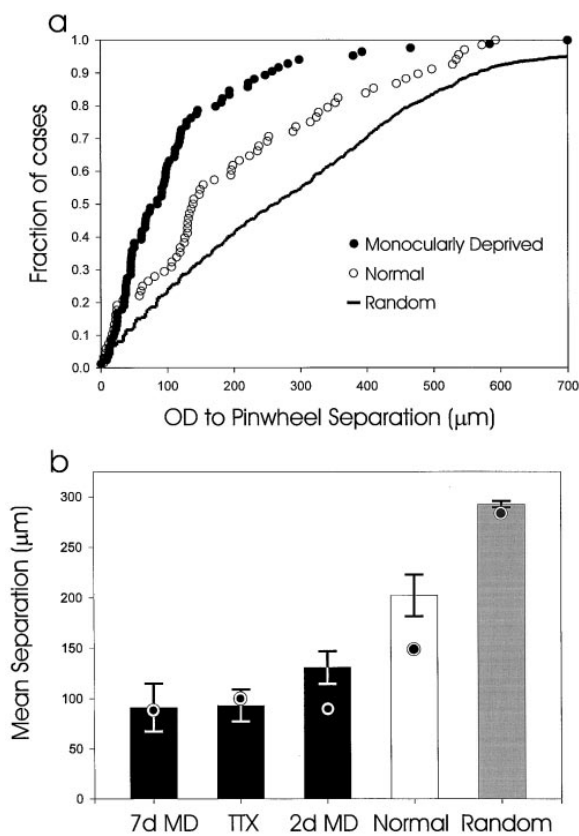 a
Fraction of cases
1.0
0.9
0.8
0.7
0.6
0.5
0.4
0.3
0.2
0.1
0.0
Monocularly Deprived
Normal
Random
0 100 200 300 400 500 600 700
OD to Pinwheel Separation (μm)
b
Mean Separation (μm)
300
250
200
150
100
50
0
7d MD TTX 2d MD Normal Random